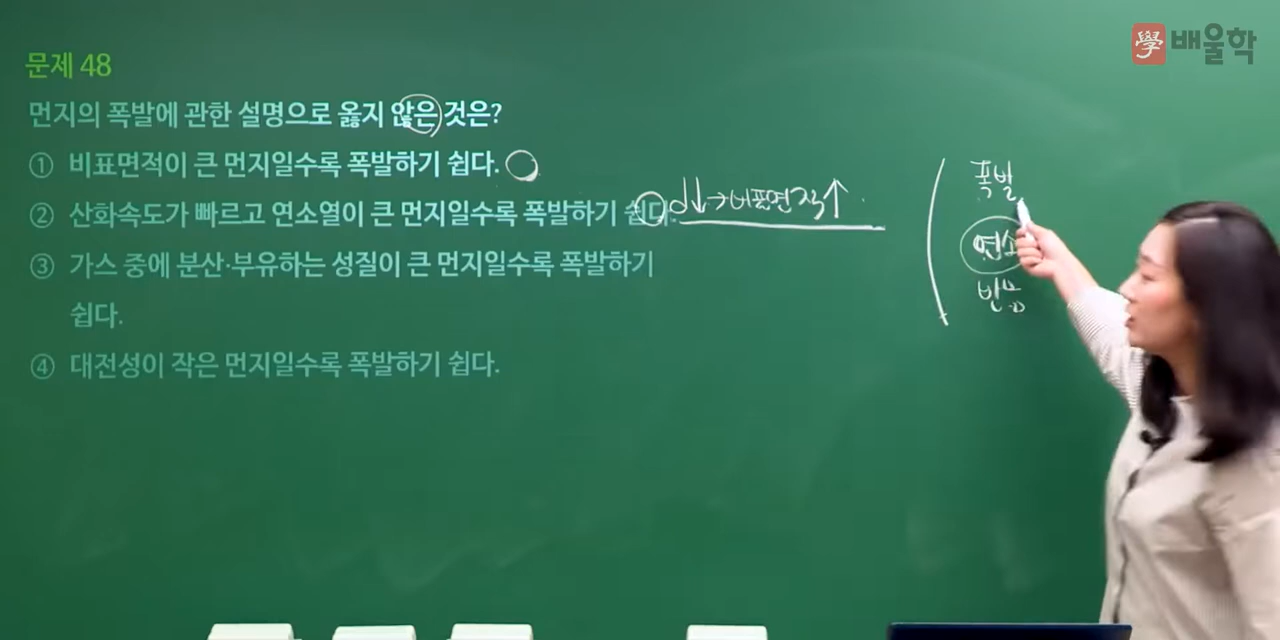 學 배울학
문제 48
먼지의 폭발에 관한 설명으로 옳지 않은 것은?
① 비표면적이 큰 먼지일수록 폭발하기 쉽다.
② 산화속도가 빠르고 연소열이 큰 먼지일수록 폭발하기 쉽다.
d↓→비표면적↑
③ 가스 중에 분산·부유하는 성질이 큰 먼지일수록 폭발하기
쉽다.
④ 대전성이 작은 먼지일수록 폭발하기 쉽다.
폭발
연소
반응